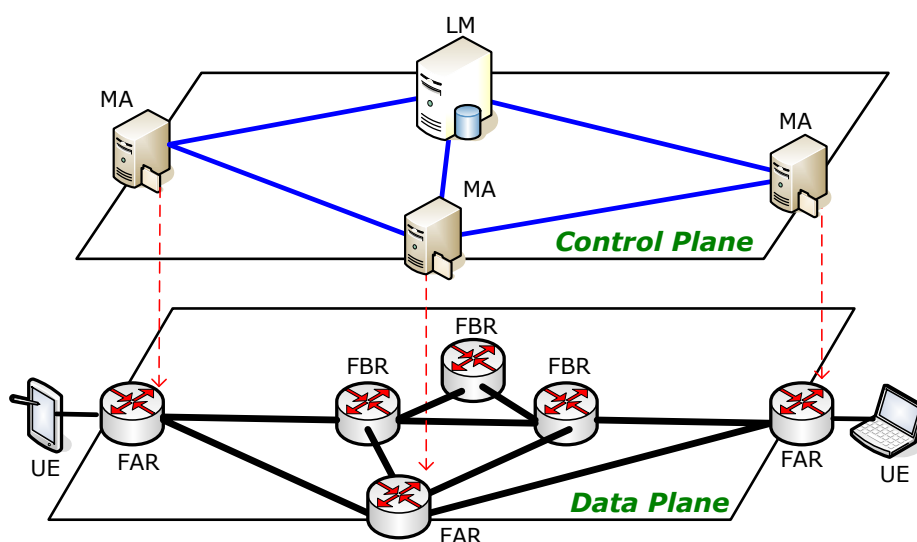 LM
MA
MA
MA
Control Plane
FBR
FBR
FBR
UE
FAR
FAR
UE
Data Plane
FAR